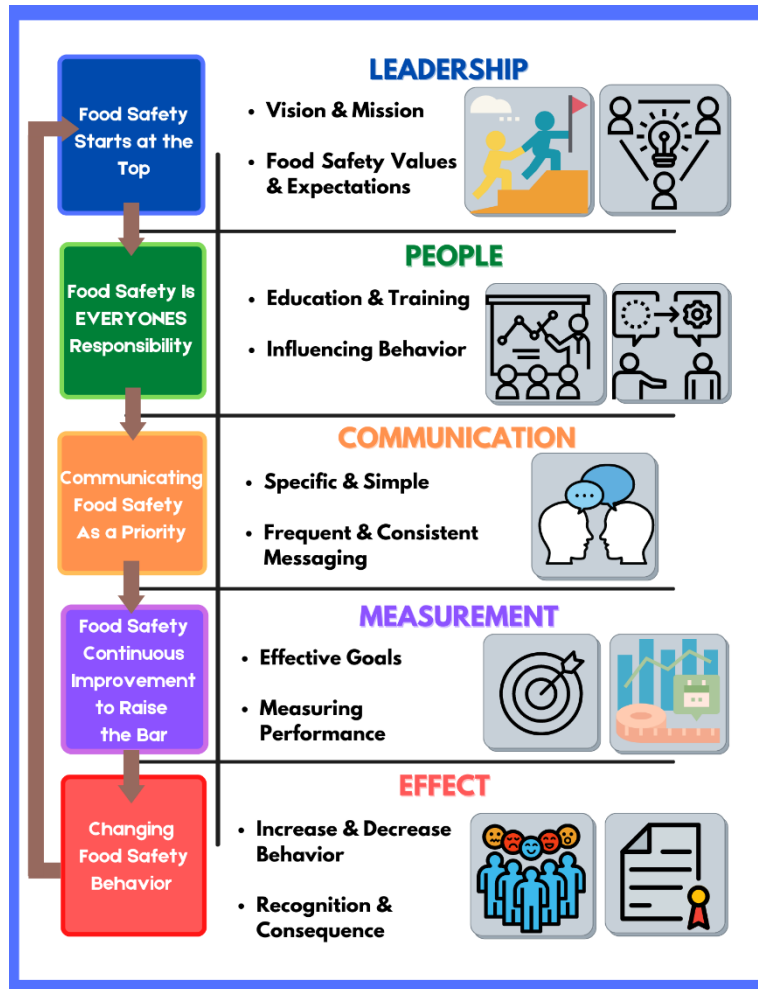 Food Safety
Starts at the
Top
LEADERSHIP
• Vision & Mission
• Food Safety Values
& Expectations
Food Safety Is
EVERYONES
Responsibility
PEOPLE
• Education & Training
• Influencing Behavior
Communicating
Food Safety
As a Priority
COMMUNICATION
• Specific & Simple
• Frequent & Consistent
Messaging
Food Safety
Continuous
Improvement
to Raise
the Bar
MEASUREMENT
• Effective Goals
• Measuring
Performance
Changing
Food Safety
Behavior
EFFECT
• Increase & Decrease
Behavior
• Recognition &
Consequence